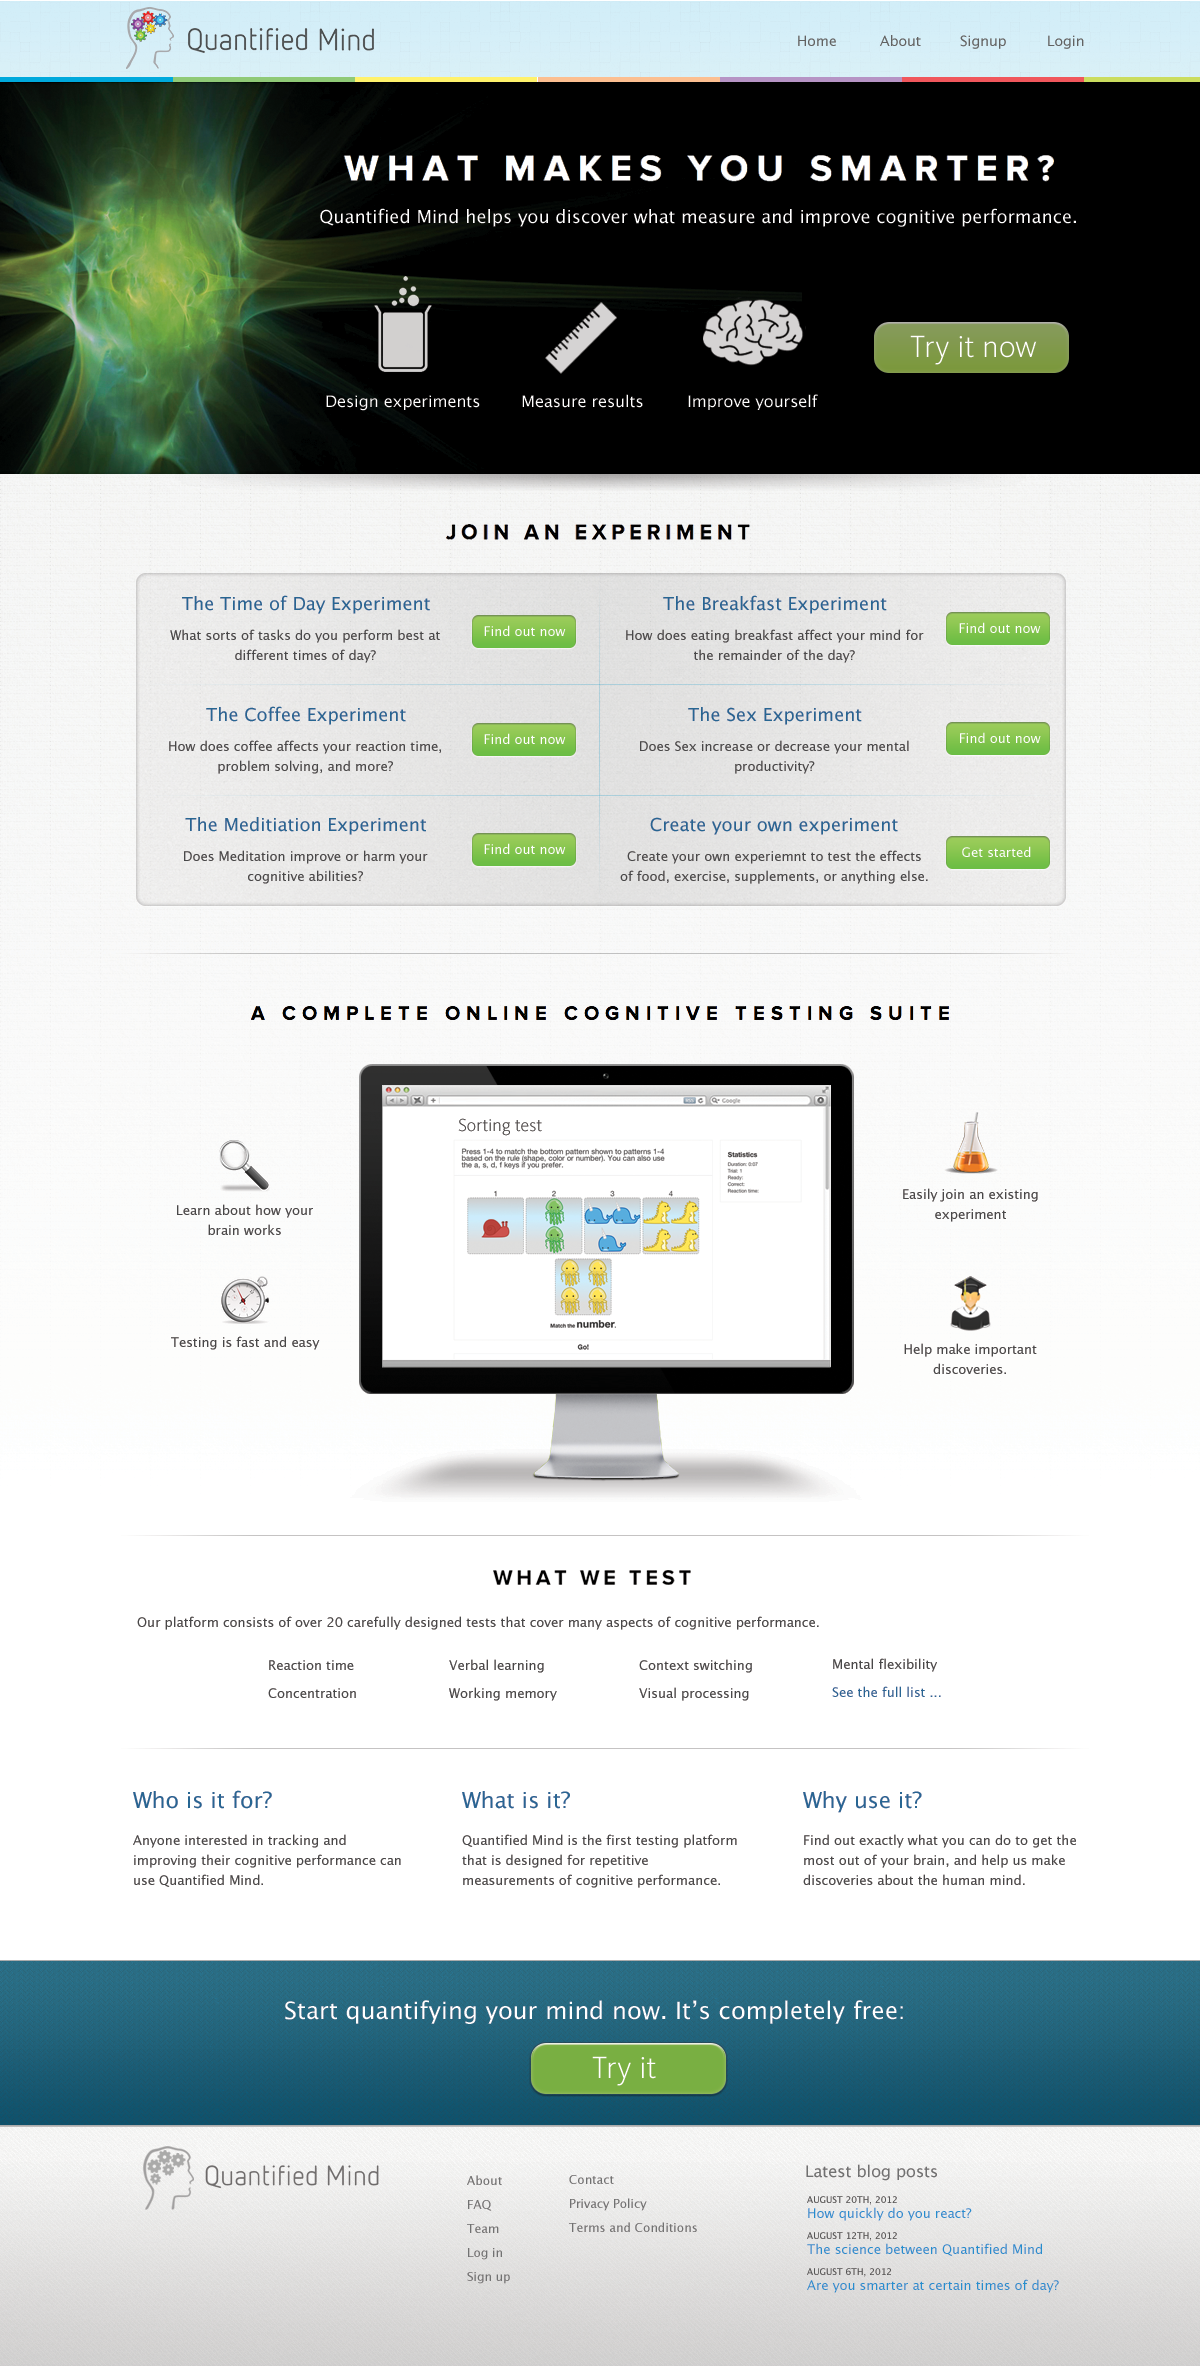 Quantified Mind
Home About Signup Login
WHAT MAKES YOU SMARTER?
Quantified Mind helps you discover what measure and improve cognitive performance.
Try it now
Design experiments Measure results Improve yourself
JOIN AN EXPERIMENT
The Time of Day Experiment
What sorts of tasks do you perform best at
different times of day?
Find out now
The Breakfast Experiment
How does eating breakfast affect your mind for
the remainder of the day?
Find out now
The Coffee Experiment
How does coffee affects your reaction time,
problem solving, and more?
Find out now
The Sex Experiment
Does Sex increase or decrease your mental
productivity?
Find out now
The Meditiation Experiment
Does Meditation improve or harm your
cognitive abilities?
Find out now
Create your own experiment
Create your own experiemnt to test the effects
of food, exercise, supplements, or anything else.
Get started
A COMPLETE ONLINE COGNITIVE TESTING SUITE
Learn about how your
brain works
Testing is fast and easy
Google
Sorting test
Press 1-4 to match the bottom pattern shown to patterns 1-4
based on the rule (shape, color or number). You can also use
the a, s, d, f keys if you prefer.
1 2 3 4
Match the number.
Go!
Statistics
Duration: 0:07
Trial: 1
Ready:
Correct:
Reaction time:
Easily join an existing
experiment
Help make important
discoveries.
WHAT WE TEST
Our platform consists of over 20 carefully designed tests that cover many aspects of cognitive performance.
Reaction time Verbal learning Context switching Mental flexibility
Concentration Working memory Visual processing See the full list ...
Who is it for?
Anyone interested in tracking and
improving their cognitive performance can
use Quantified Mind.
What is it?
Quantified Mind is the first testing platform
that is designed for repetitive
measurements of cognitive performance.
Why use it?
Find out exactly what you can do to get the
most out of your brain, and help us make
discoveries about the human mind.
Start quantifying your mind now. It’s completely free:
Try it
Quantified Mind
About
FAQ
Team
Log in
Sign up
Contact
Privacy Policy
Terms and Conditions
Latest blog posts
AUGUST 20TH, 2012
How quickly do you react?
AUGUST 12TH, 2012
The science between Quantified Mind
AUGUST 6TH, 2012
Are you smarter at certain times of day?